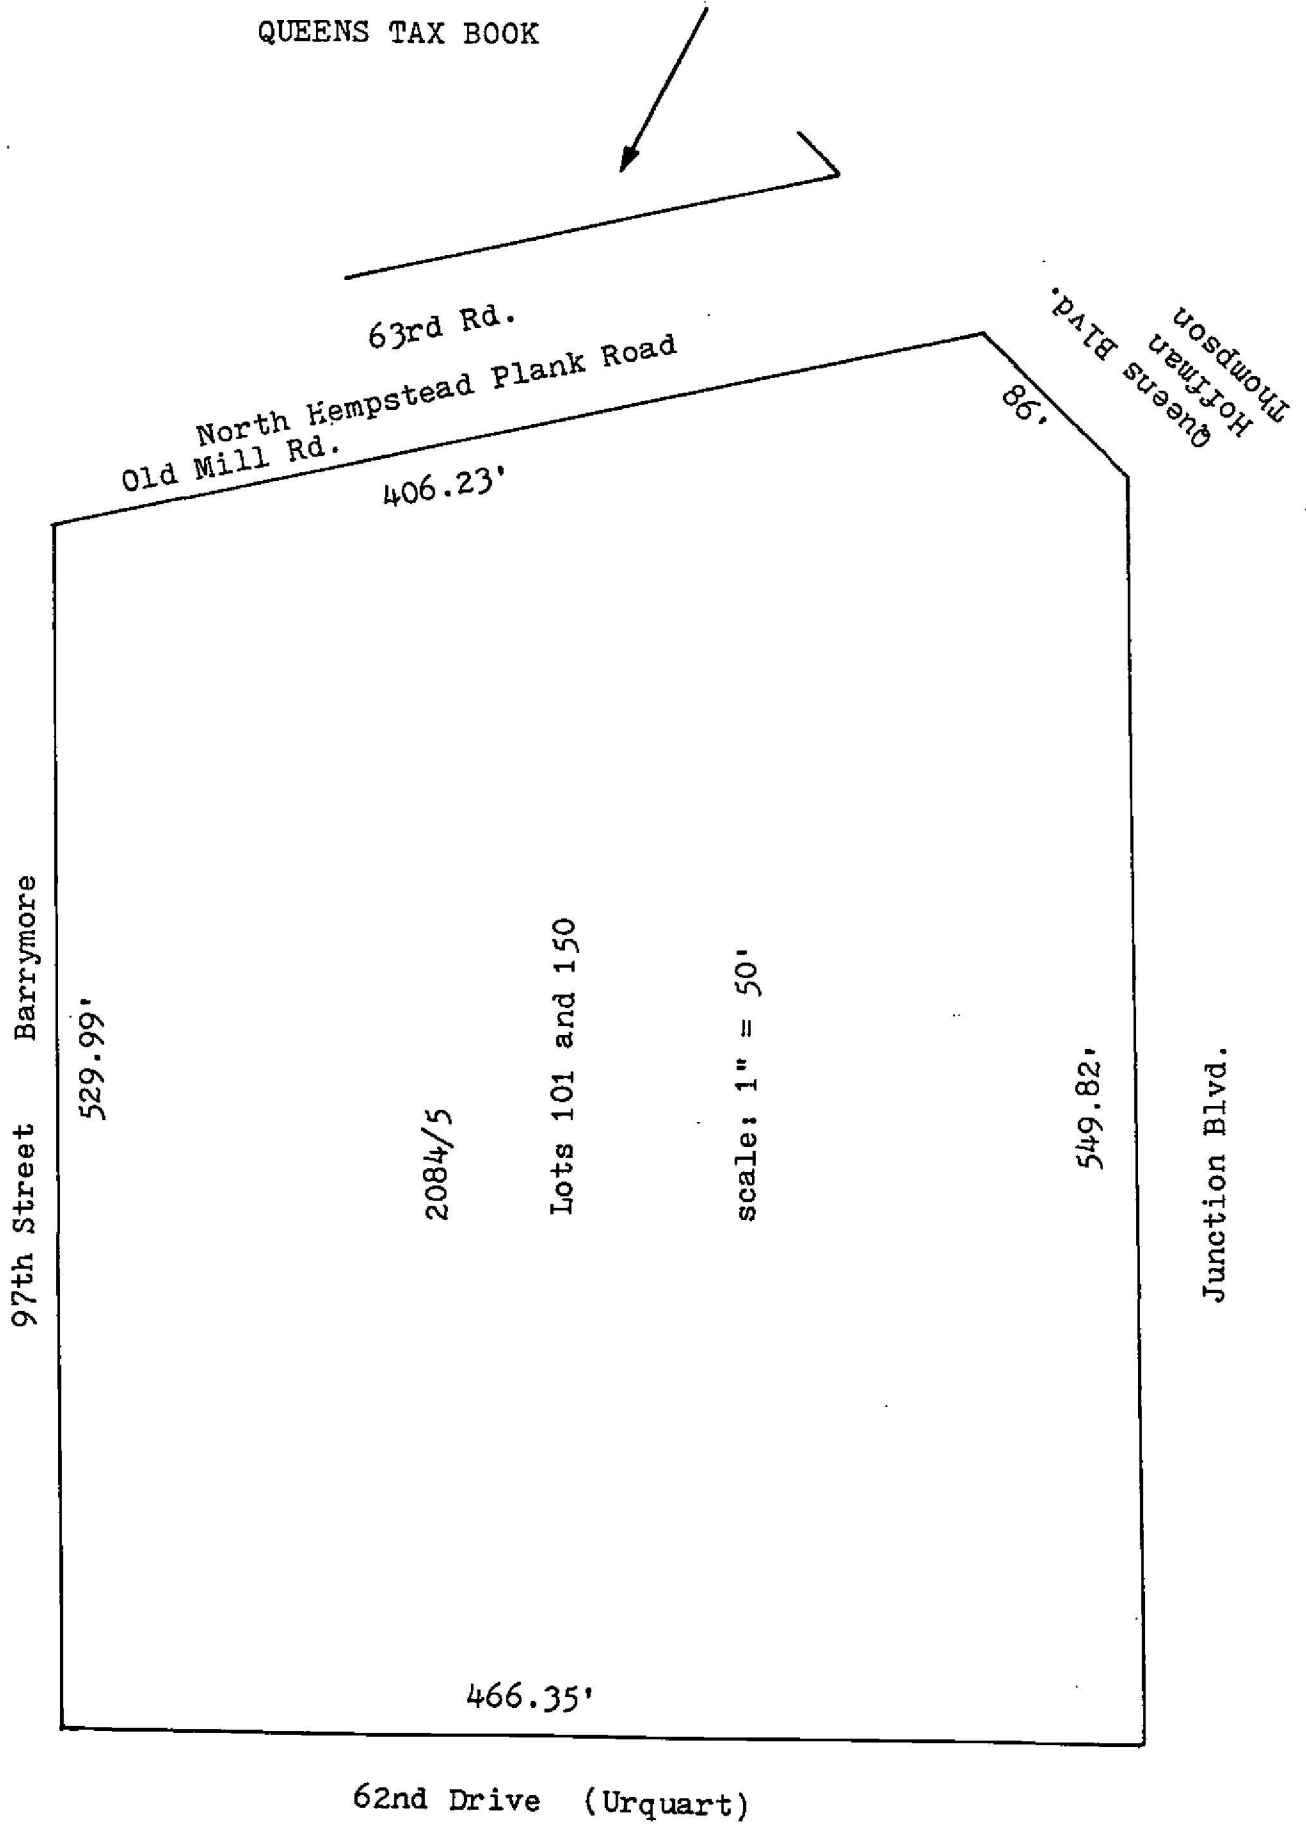 QUEENS TAX BOOK
63rd Rd.
North Hempstead Plank Road
Old Mill Rd.
406.23'
Queens Blvd.
Hoffman
Thompson
98'
97th Street Barrymore
529.99'
2084/5
Lots 101 and 150
scale: 1" = 50'
549.82'
Junction Blvd.
466.35'
62nd Drive (Urquart)